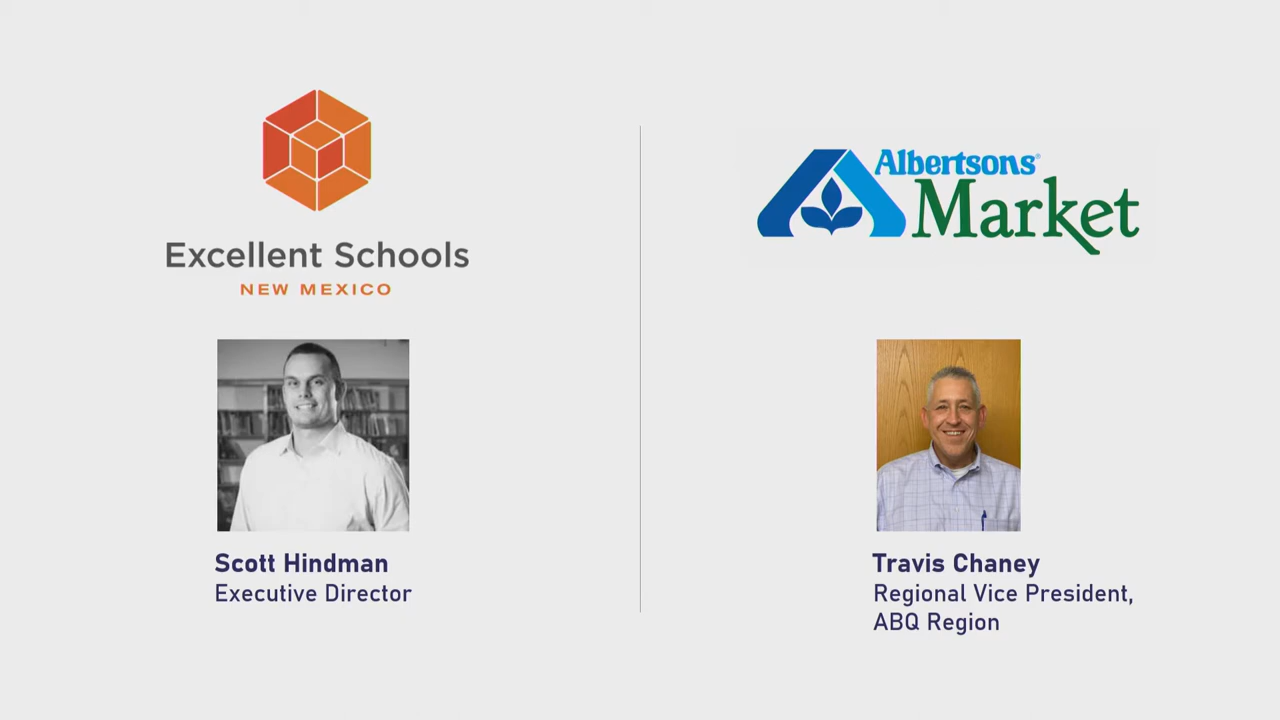 Excellent Schools
NEW MEXICO
Scott Hindman
Executive Director
Albertsons®
Market
Travis Chaney
Regional Vice President,
ABQ Region